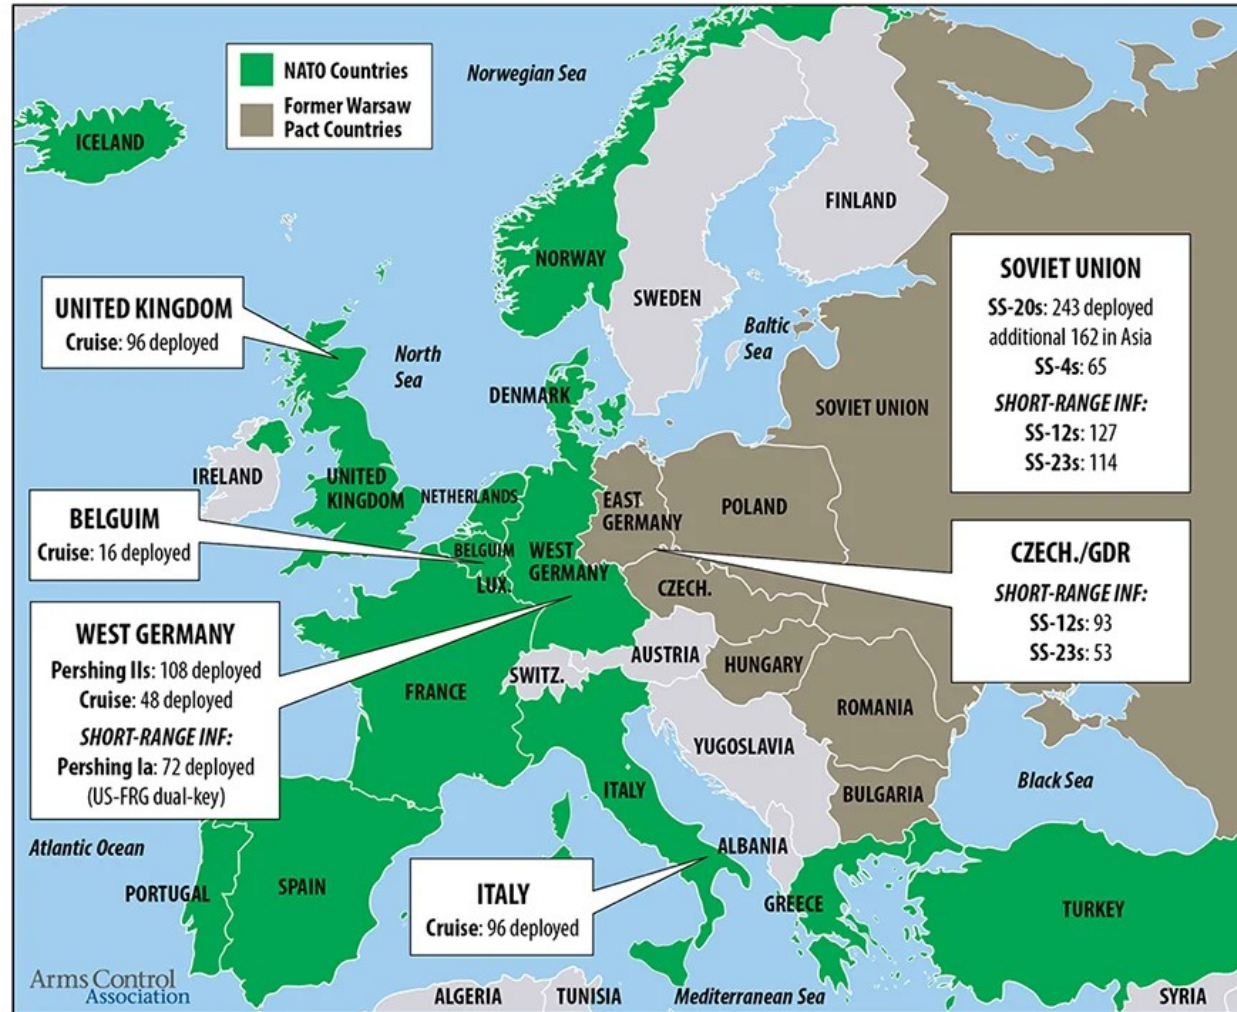 NATO Countries
Former Warsaw
Pact Countries
Norwegian Sea
ICELAND
FINLAND
NORWAY
SWEDEN
UNITED KINGDOM
Cruise: 96 deployed
North
Sea
Baltic
Sea
SOVIET UNION
SS-20s: 243 deployed
additional 162 in Asia
SS-4s: 65
SHORT-RANGE INF:
SS-12s: 127
SS-23s: 114
DENMARK
SOVIET UNION
IRELAND
UNITED
KINGDOM
NETHERLANDS
EAST
GERMANY
POLAND
BELGUIM
Cruise: 16 deployed
BELGUIM
WEST
GERMANY
LUX.
CZECH.
CZECH./GDR
SHORT-RANGE INF:
SS-12s: 93
SS-23s: 53
WEST GERMANY
Pershing IIs: 108 deployed
Cruise: 48 deployed
SHORT-RANGE INF:
Pershing Ia: 72 deployed
(US-FRG dual-key)
FRANCE
SWITZ.
AUSTRIA
HUNGARY
ROMANIA
YUGOSLAVIA
ITALY
BULGARIA
Black Sea
Atlantic Ocean
PORTUGAL
SPAIN
ALBANIA
ITALY
Cruise: 96 deployed
GREECE
TURKEY
Arms Control
Association
ALGERIA
TUNISIA
Mediterranean Sea
SYRIA